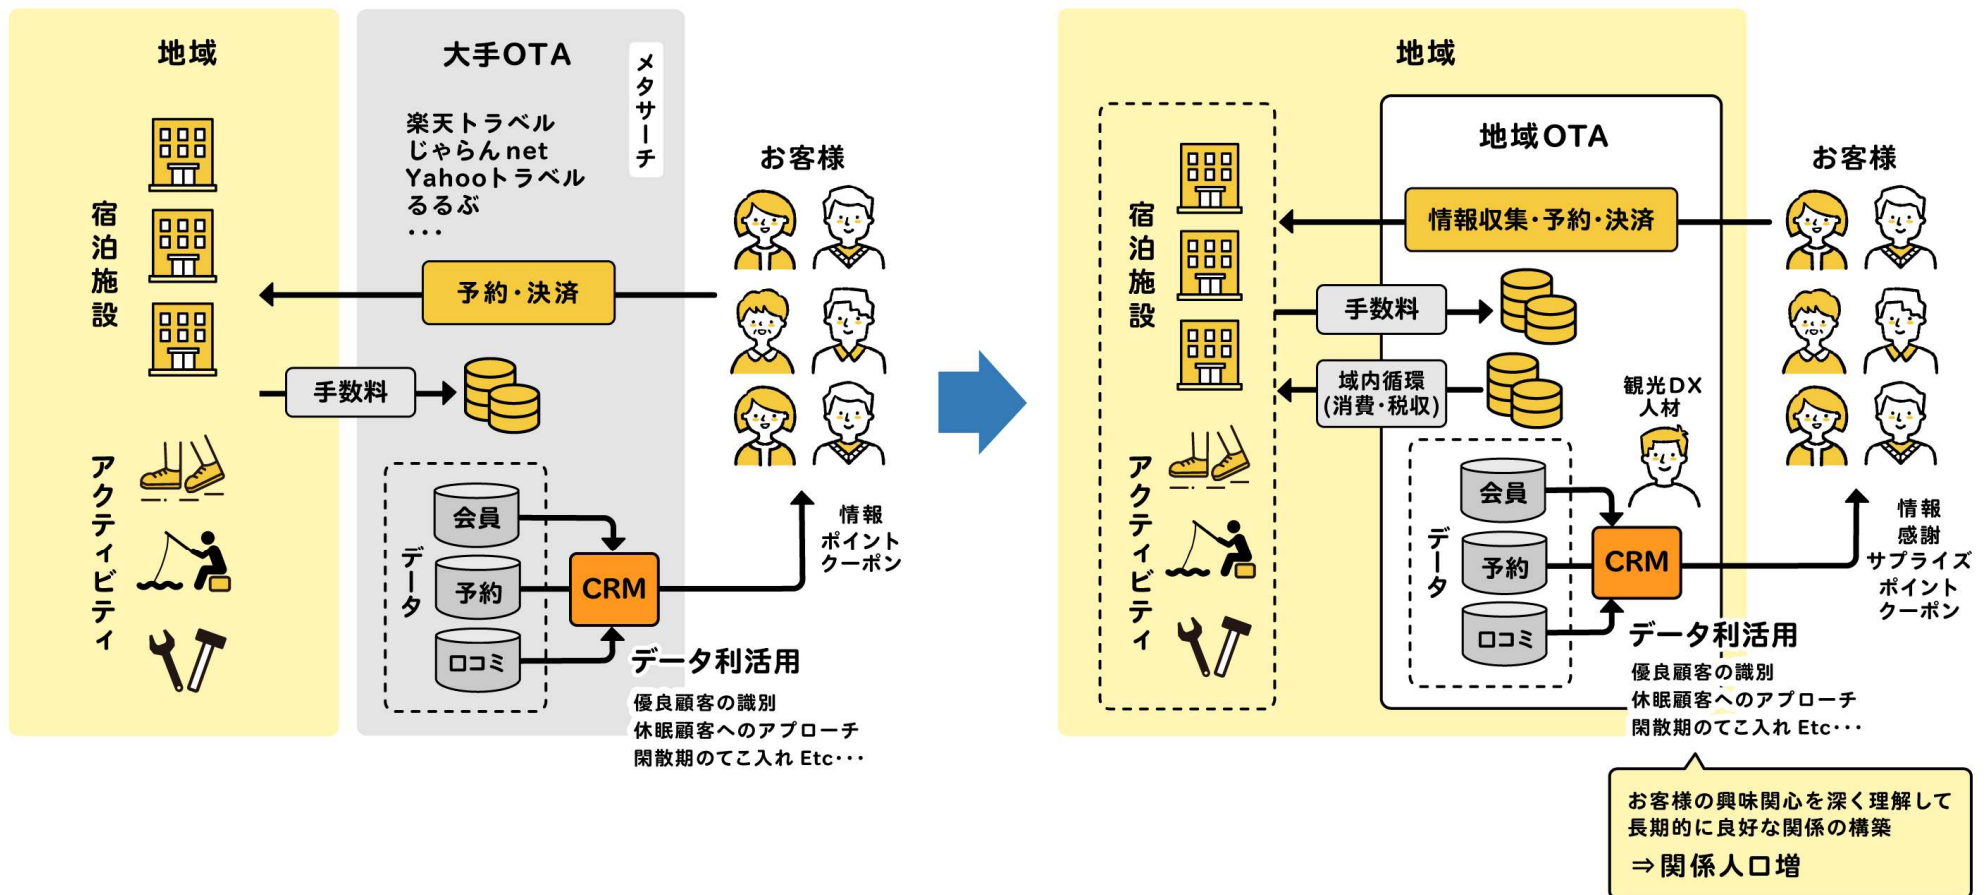 地域
宿泊施設
アクティビティ
大手OTA
メタサーチ
楽天トラベル
じゃらんnet
Yahooトラベル
るるぶ
・・・
予約・決済
手数料
データ
会員
予約
口コミ
CRM
データ利活用
優良顧客の識別
休眠顧客へのアプローチ
閑散期のてこ入れ Etc・・・
お客様
情報
ポイント
クーポン
地域
宿泊施設
アクティビティ
地域OTA
情報収集・予約・決済
手数料
域内循環
(消費・税収)
観光DX
人材
データ
会員
予約
口コミ
CRM
データ利活用
優良顧客の識別
休眠顧客へのアプローチ
閑散期のてこ入れ Etc・・・
お客様
情報
感謝
サプライズ
ポイント
クーポン
お客様の興味関心を深く理解して
長期的に良好な関係の構築
⇒関係人口増